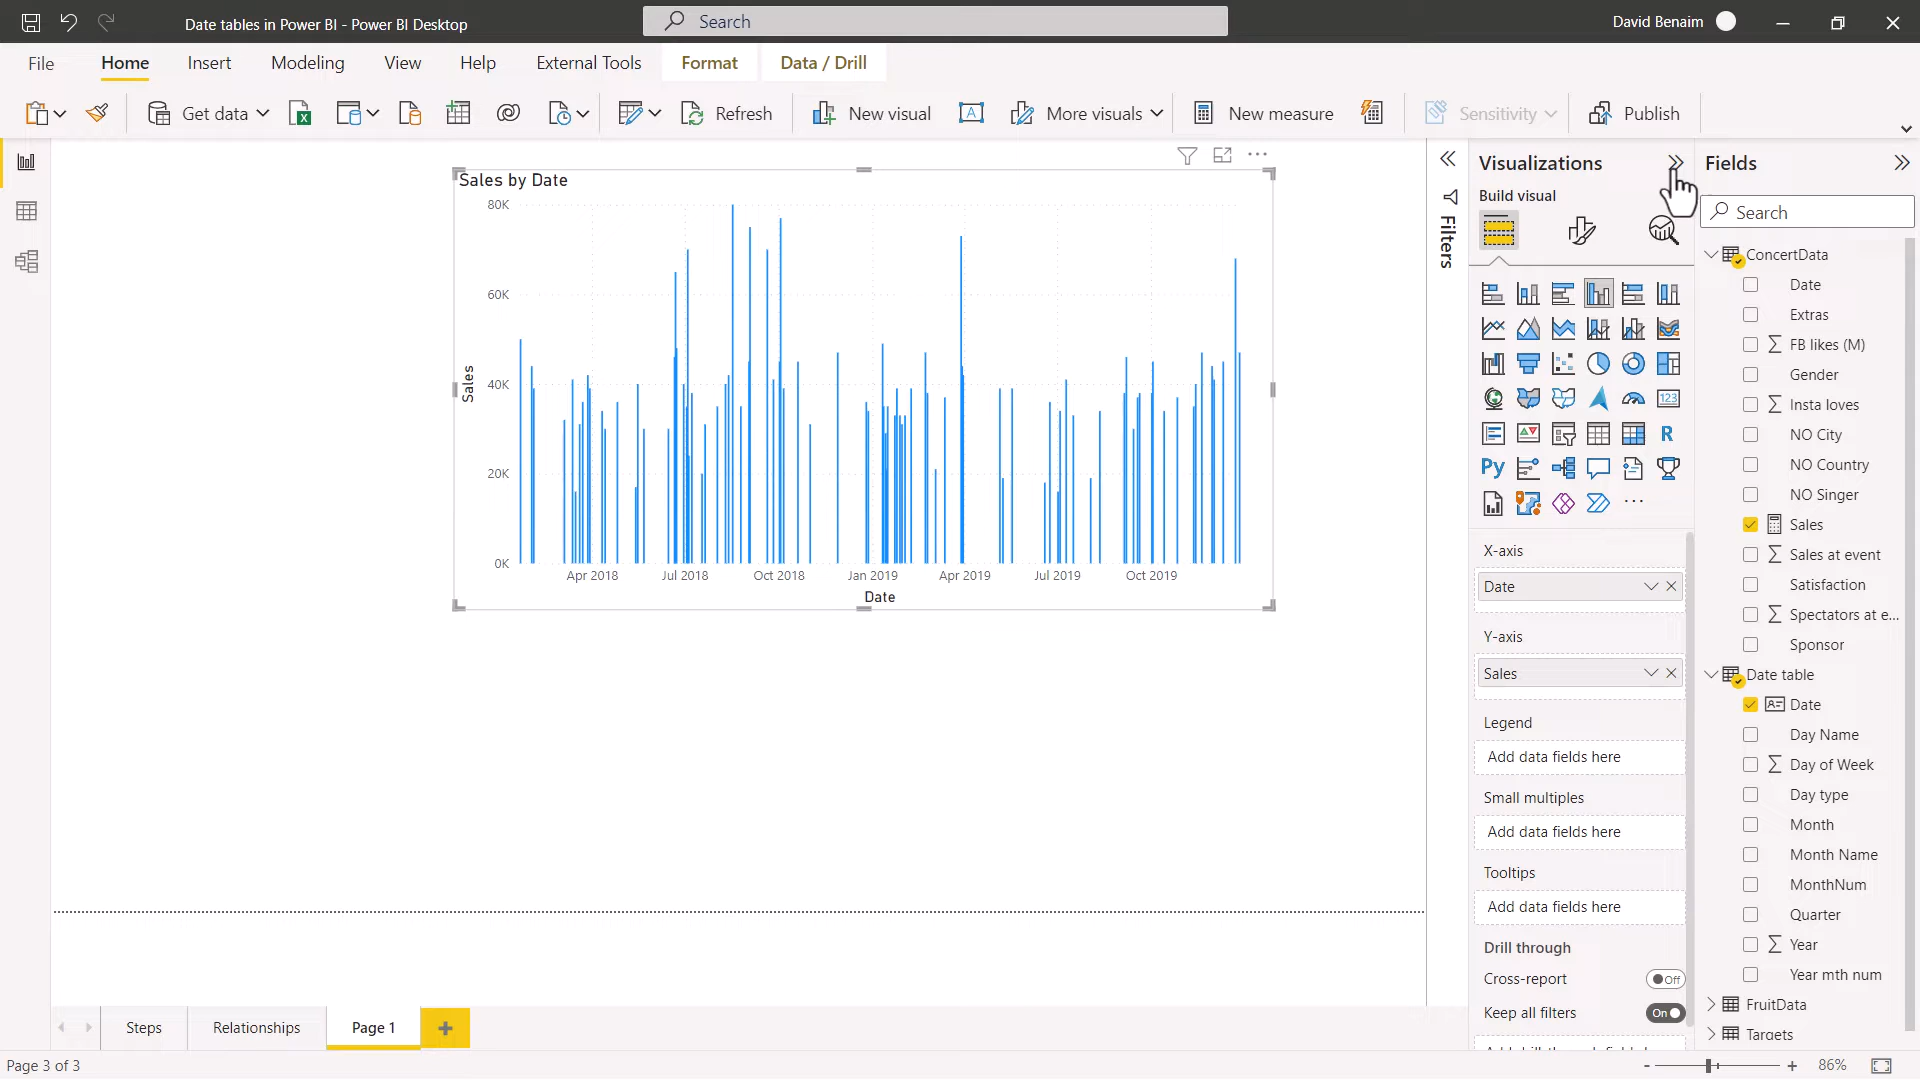 Date tables in Power BI - Power BI Desktop
Search
David Benaim
File
Home
Insert
Modeling
View
Help
External Tools
Format
Data / Drill
Get data
Refresh
New visual
A
More visuals
New measure
Sensitivity
Publish
Sales by Date
80K
60K
40K
20K
0K
Sales
Apr 2018
Jul 2018
Oct 2018
Jan 2019
Apr 2019
Jul 2019
Oct 2019
Date
Filters
Visualizations
Build visual
123
R
Py
X-axis
Date
Y-axis
Sales
Legend
Add data fields here
Small multiples
Add data fields here
Tooltips
Add data fields here
Drill through
Cross-report
Off
Keep all filters
On
Fields
Search
ConcertData
Date
Extras
FB likes (M)
Gender
Insta loves
NO City
NO Country
NO Singer
Sales
Sales at event
Satisfaction
Spectators at e...
Sponsor
Date table
Date
Day Name
Day of Week
Day type
Month
Month Name
MonthNum
Quarter
Year
Year mth num
FruitData
Targets
Steps
Relationships
Page 1
+
Page 3 of 3
- +
86%